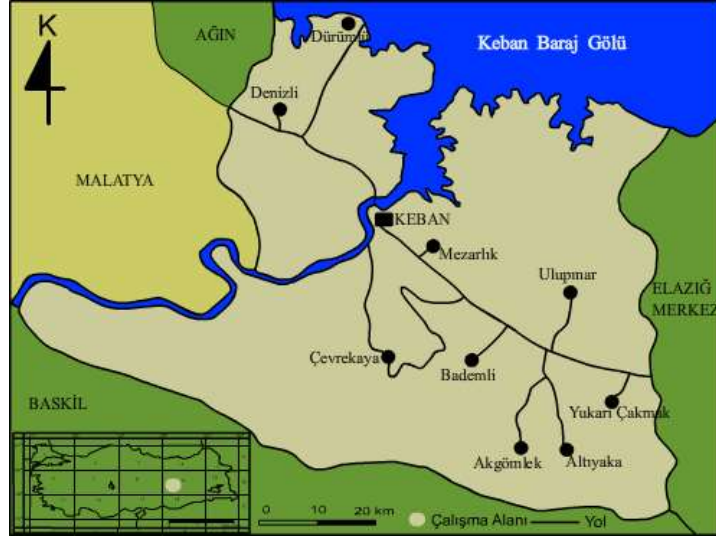 K
AĞIN
Dürümlü
Keban Baraj Gölü
Denizli
MALATYA
KEBAN
Mezarlık
Ulupınar
ELAZIĞ
MERKEZ
Çevrekaya
Bademli
BASKİL
Yukarı Çakmak
Akgömlek
Altıyaka
0 10 20 km
Çalışma Alanı
Yol